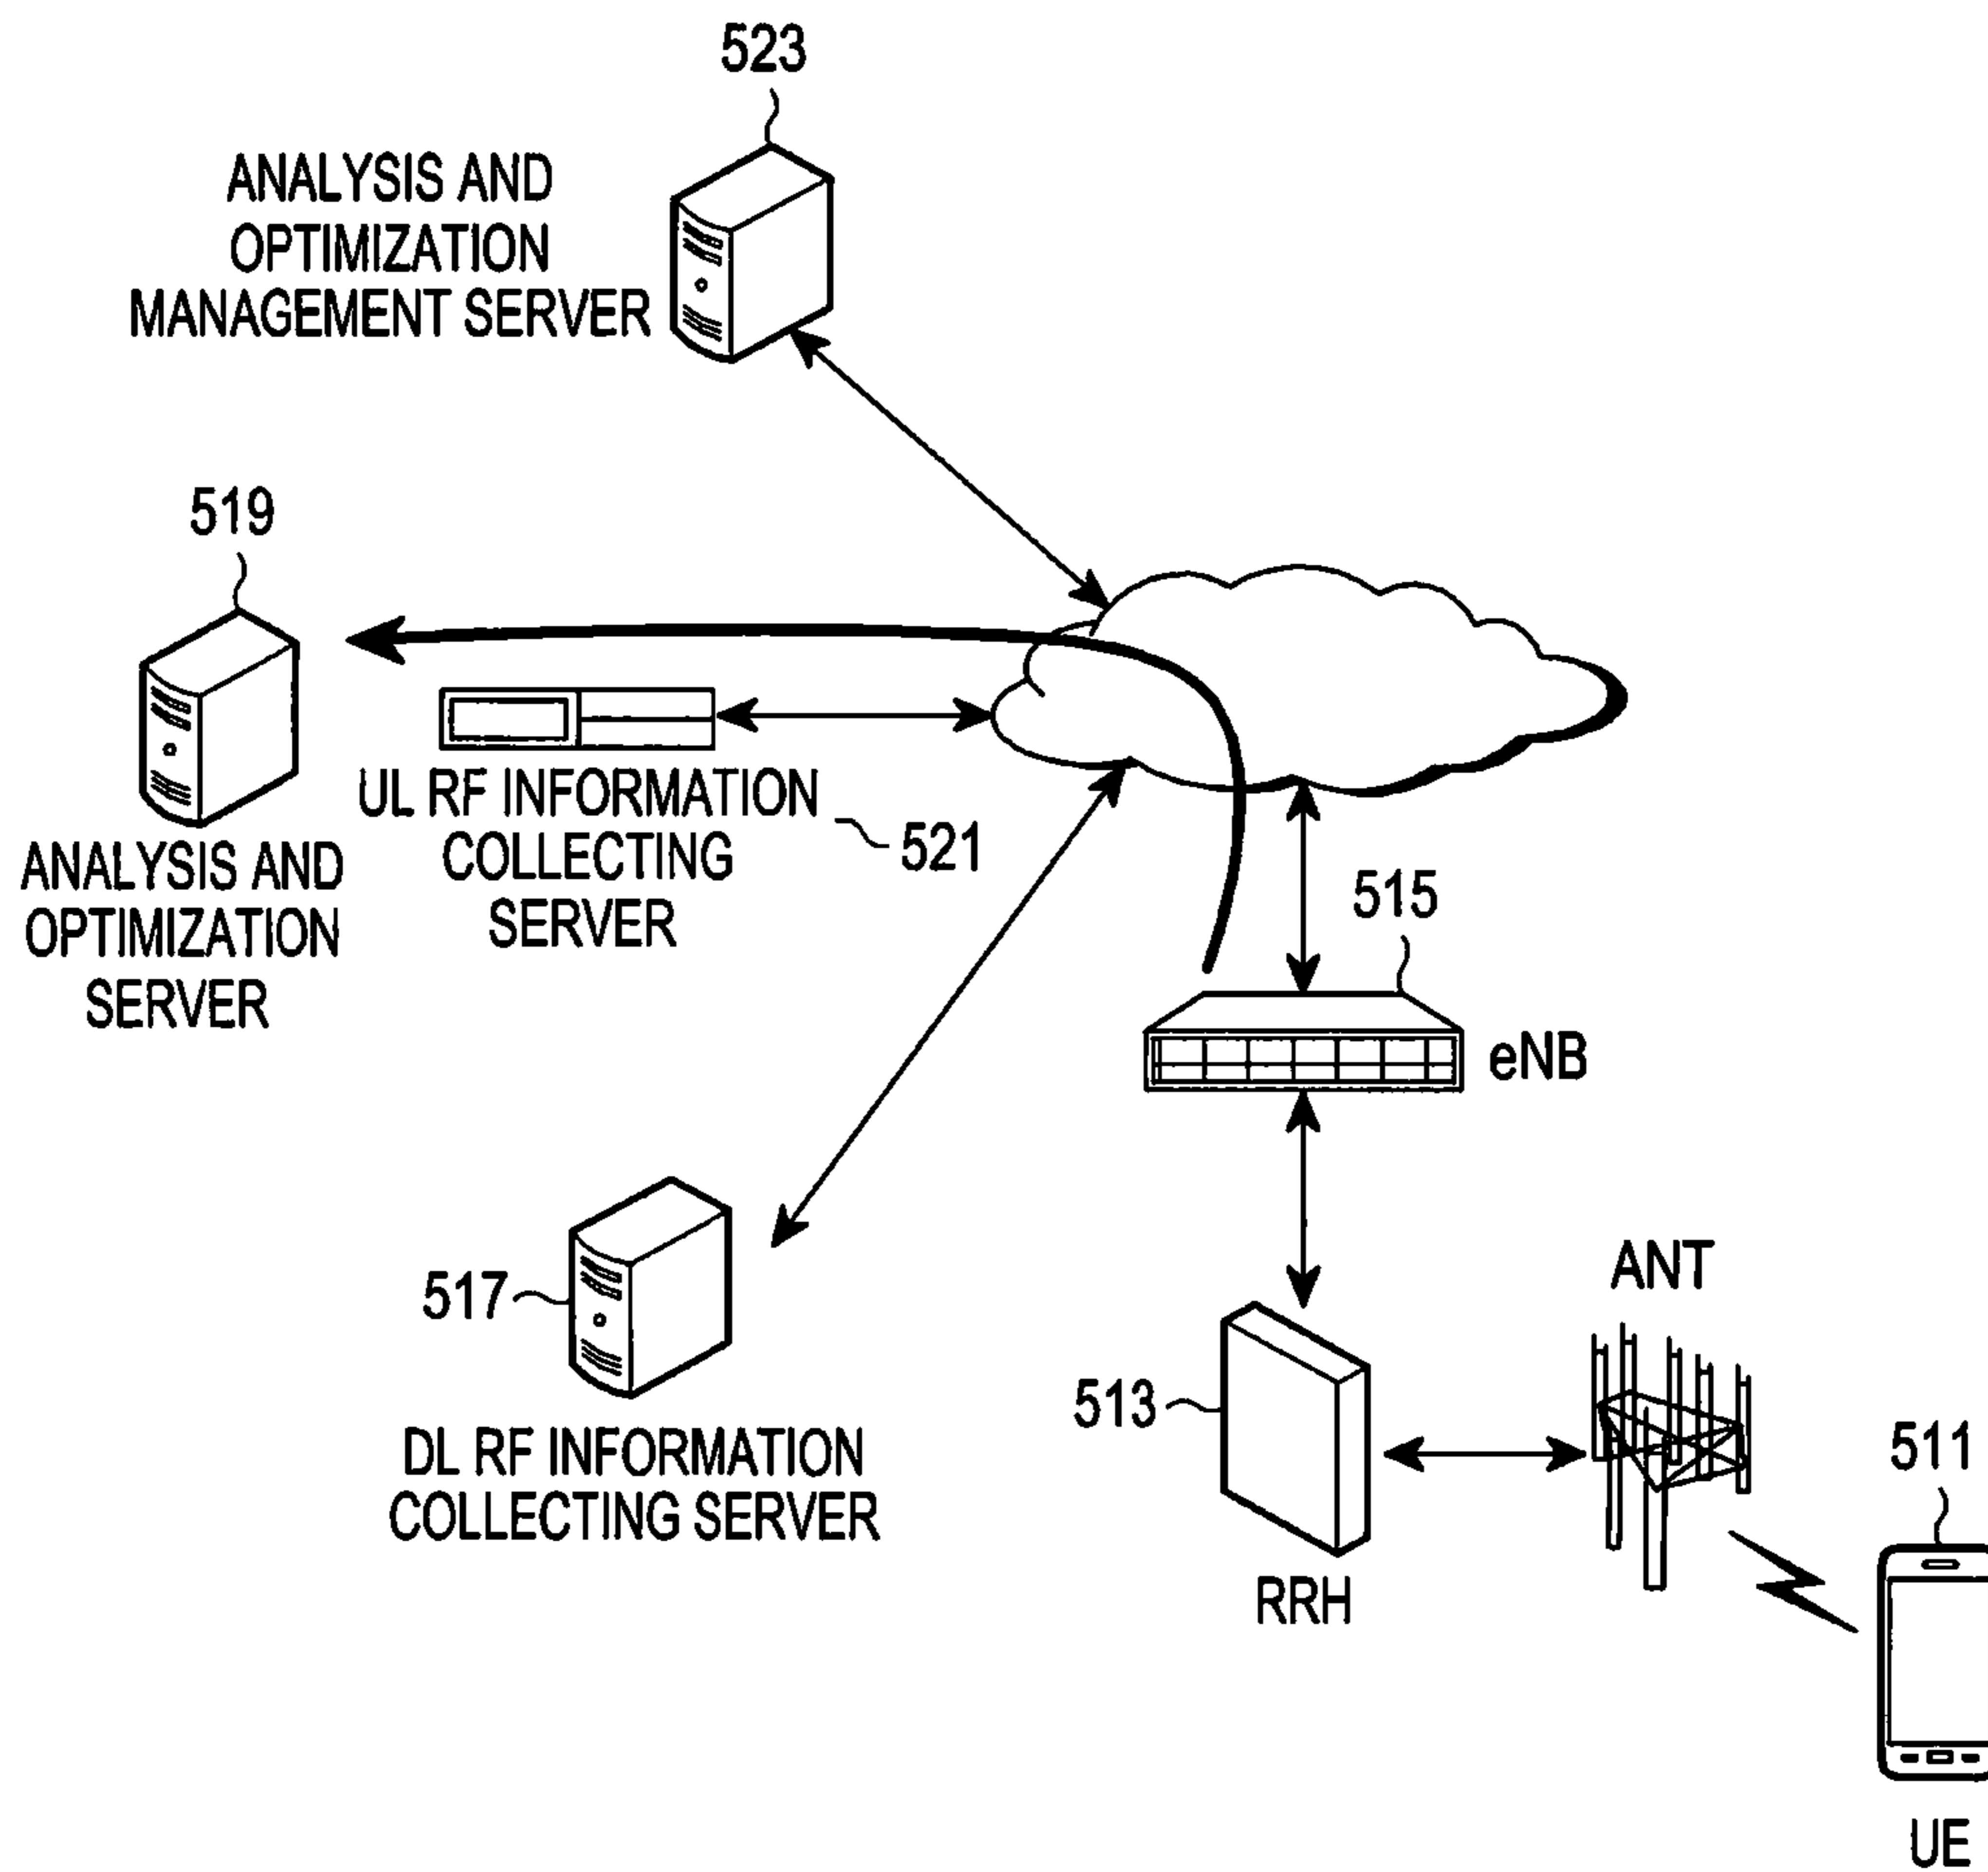 523
ANALYSIS AND
OPTIMIZATION
MANAGEMENT SERVER
519
ANALYSIS AND
OPTIMIZATION
SERVER
UL RF INFORMATION
COLLECTING
SERVER
521
515
eNB
517
DL RF INFORMATION
COLLECTING SERVER
513
RRH
ANT
511
UE